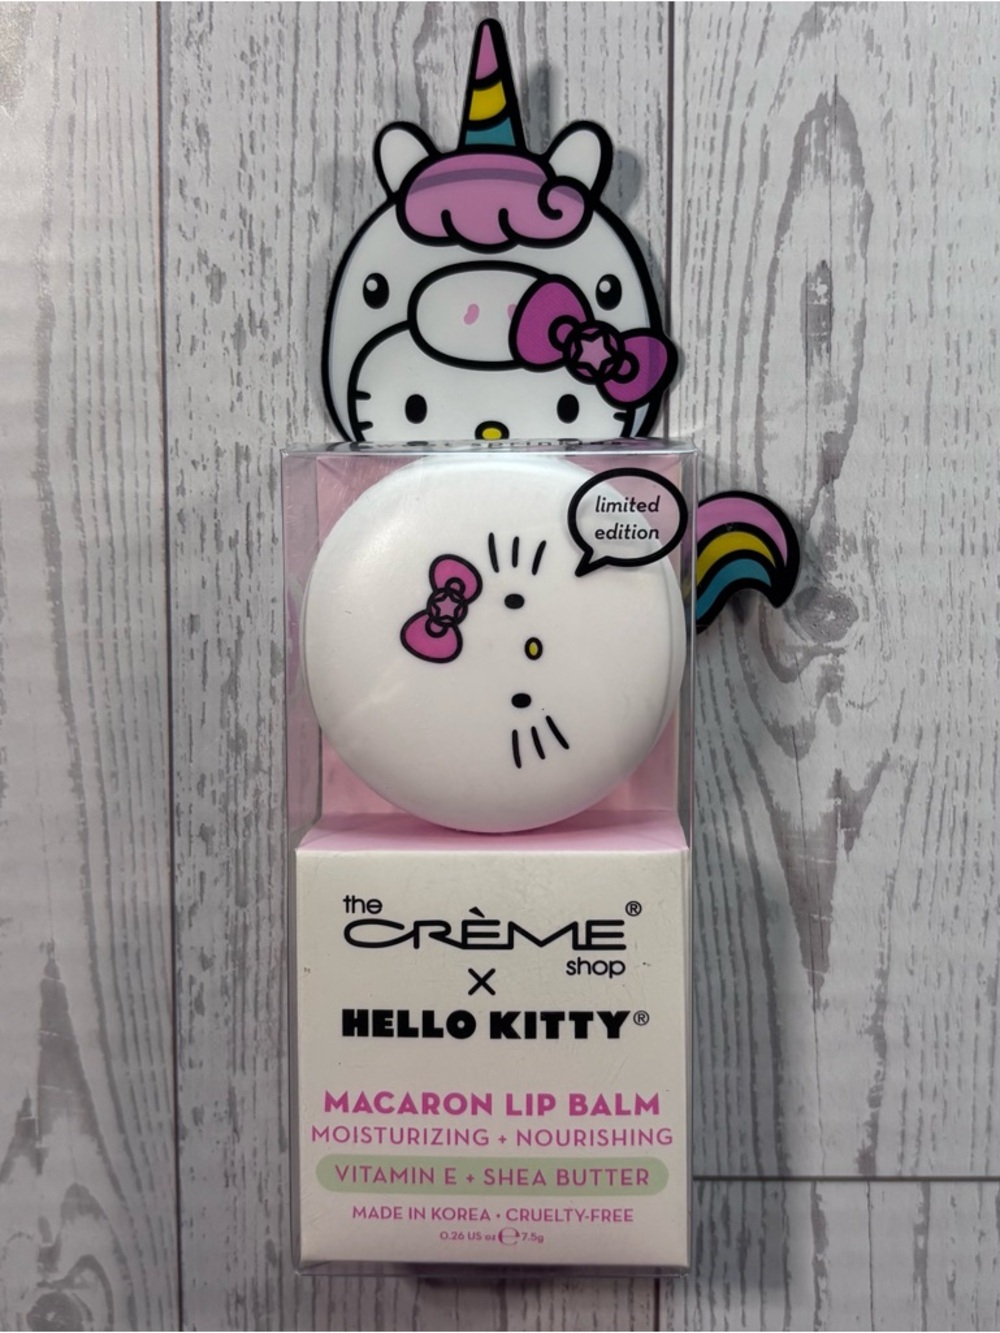 limited
edition
the
CRÈME®
shop
x
HELLO KITTY®
MACARON LIP BALM
MOISTURIZING + NOURISHING
VITAMIN E + SHEA BUTTER
MADE IN KOREA • CRUELTY-FREE
0.26 US oz ℮ 7.5g